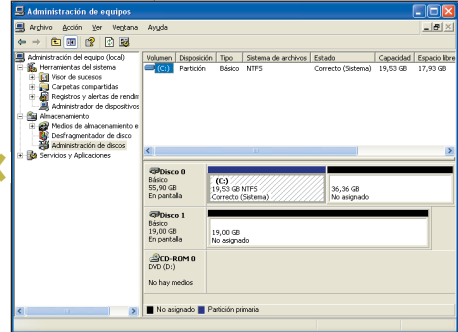 Administración de equipos
Archivo Acción Ver Ventana Ayuda
Volumen Disposición Tipo Sistema de archivos Estado Capacidad Espacio libre
(C:) Partición Básico NTFS Correcto (Sistema) 19,53 GB 17,93 GB
Administración del equipo (local)
Herramientas del sistema
Visor de sucesos
Carpetas compartidas
Registros y alertas de rendim
Administrador de dispositivos
Almacenamiento
Medios de almacenamiento e
Desfragmentador de disco
Administración de discos
Servicios y Aplicaciones
Disco 0
Básico
55,90 GB
En pantalla
(C:)
19,53 GB NTFS
Correcto (Sistema)
36,36 GB
No asignado
Disco 1
Básico
19,00 GB
En pantalla
19,00 GB
No asignado
CD-ROM 0
DVD (D:)
No hay medios
No asignado Partición primaria